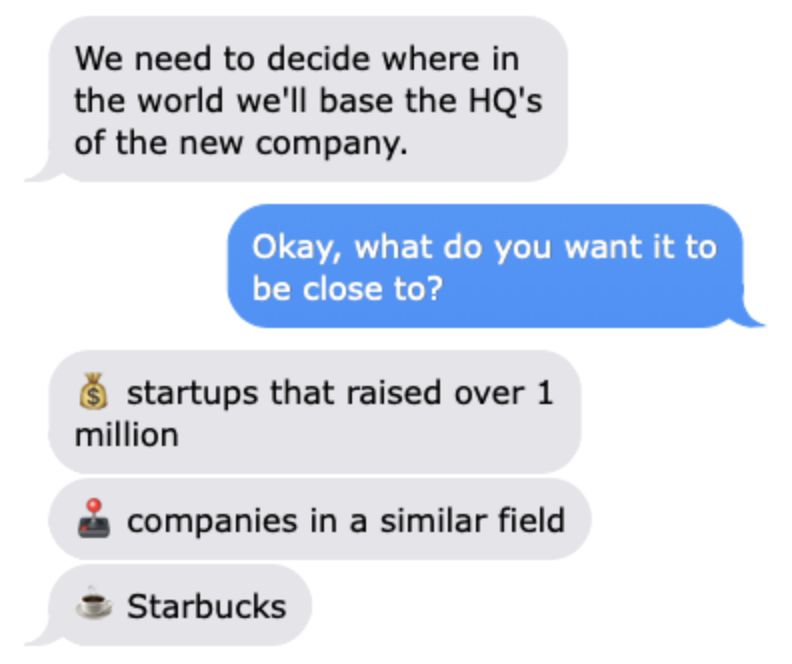 We need to decide where in
the world we'll base the HQ's
of the new company.
Okay, what do you want it to
be close to?
💰 startups that raised over 1
million
🕹️ companies in a similar field
☕ Starbucks